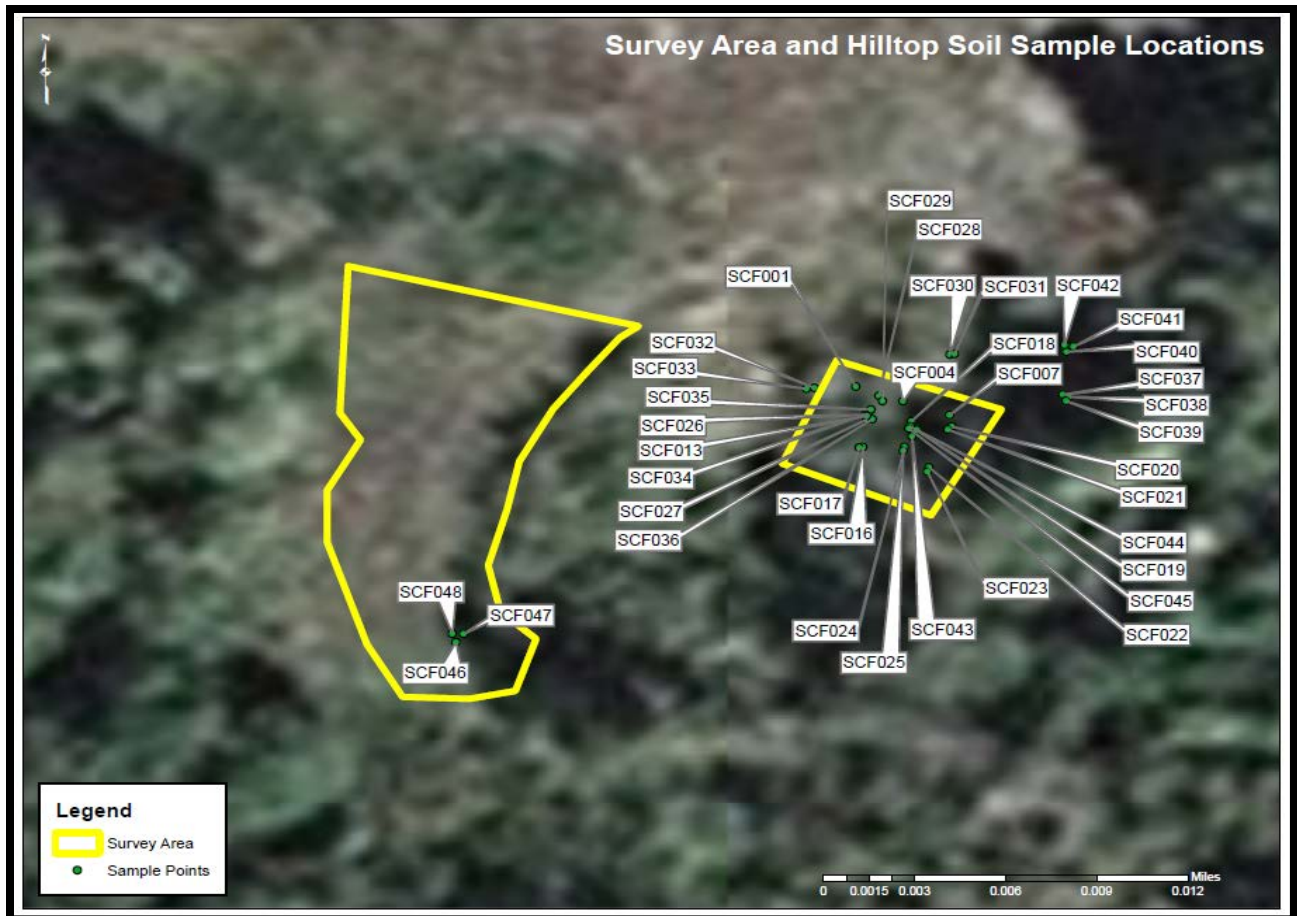 N
Survey Area and Hilltop Soil Sample Locations
SCF029
SCF028
SCF001
SCF030
SCF031
SCF042
SCF041
SCF032
SCF018
SCF040
SCF033
SCF004
SCF007
SCF037
SCF035
SCF038
SCF026
SCF039
SCF013
SCF034
SCF020
SCF021
SCF027
SCF017
SCF036
SCF016
SCF044
SCF019
SCF023
SCF045
SCF048
SCF047
SCF024
SCF043
SCF022
SCF025
SCF046
Legend
Survey Area
Sample Points
Miles
0 0.0015 0.003 0.006 0.009 0.012